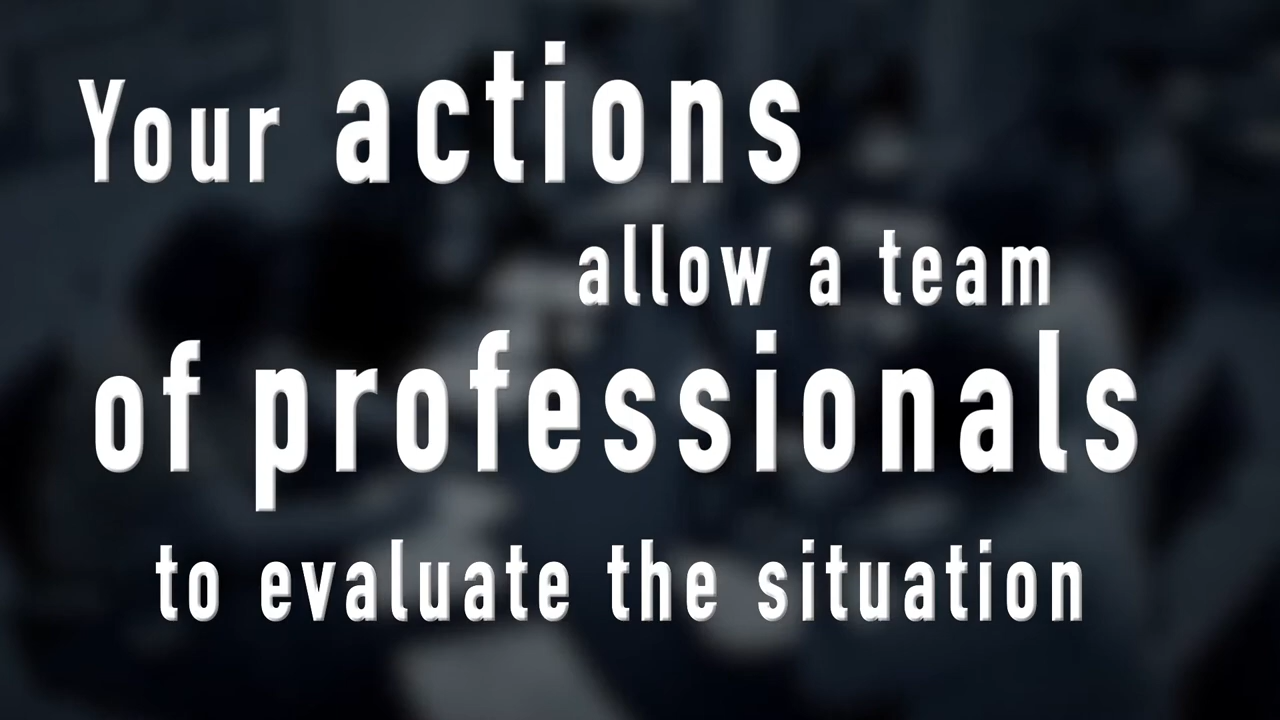 Your actions
allow a team
of professionals
to evaluate the situation